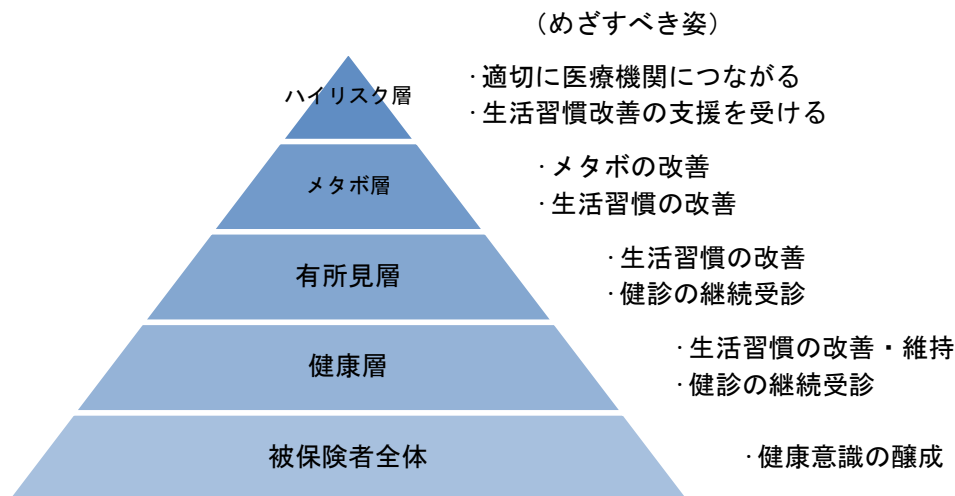 （めざすべき姿）
ハイリスク層
・適切に医療機関につながる
・生活習慣改善の支援を受ける
メタボ層
・メタボの改善
・生活習慣の改善
有所見層
・生活習慣の改善
・健診の継続受診
健康層
・生活習慣の改善・維持
・健診の継続受診
被保険者全体
・健康意識の醸成